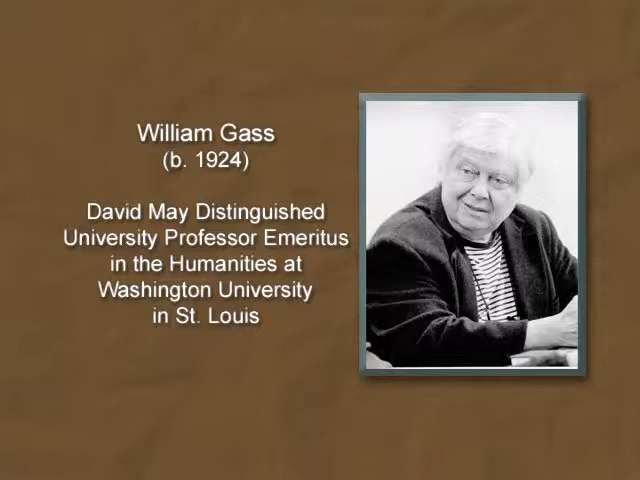 William Gass
(b. 1924)
David May Distinguished
University Professor Emeritus
in the Humanities at
Washington University
in St. Louis